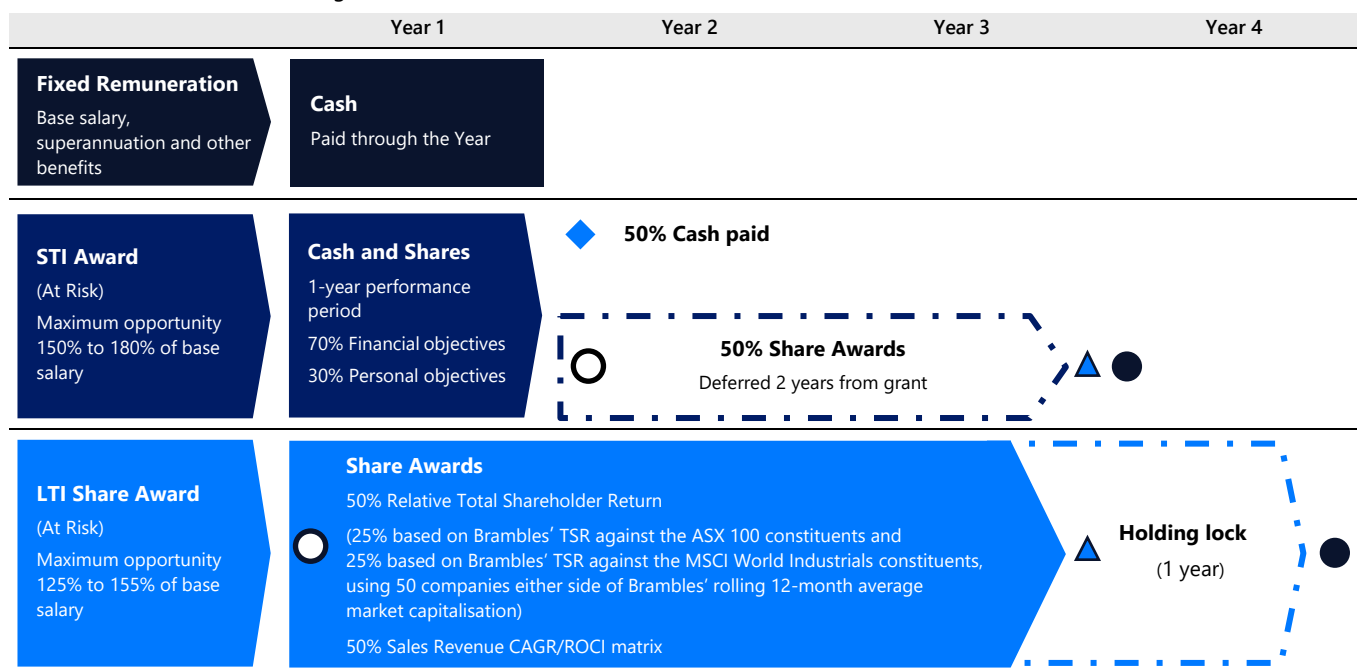 Year 1 Year 2 Year 3 Year 4
Fixed Remuneration
Base salary,
superannuation and other
benefits
Cash
Paid through the Year
STI Award
(At Risk)
Maximum opportunity
150% to 180% of base
salary
Cash and Shares
1-year performance
period
70% Financial objectives
30% Personal objectives
50% Cash paid
50% Share Awards
Deferred 2 years from grant
LTI Share Award
(At Risk)
Maximum opportunity
125% to 155% of base
salary
Share Awards
50% Relative Total Shareholder Return
(25% based on Brambles’ TSR against the ASX 100 constituents and
25% based on Brambles’ TSR against the MSCI World Industrials constituents,
using 50 companies either side of Brambles’ rolling 12-month average
market capitalisation)
50% Sales Revenue CAGR/ROCI matrix
Holding lock
(1 year)